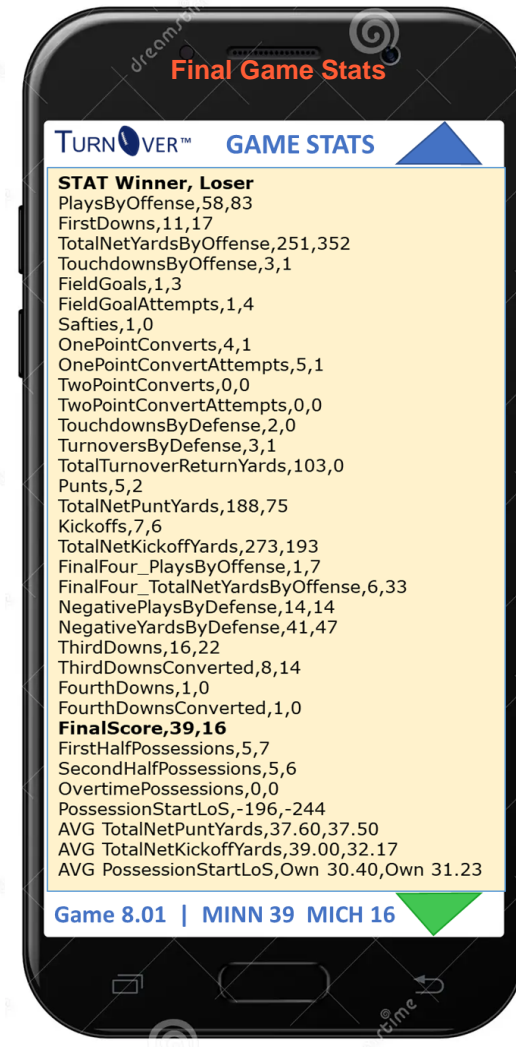 dreamstime
Final Game Stats
TURNOVER™ GAME STATS
STAT Winner, Loser
PlaysByOffense,58,83
FirstDowns,11,17
TotalNetYardsByOffense,251,352
TouchdownsByOffense,3,1
FieldGoals,1,3
FieldGoalAttempts,1,4
Safties,1,0
OnePointConverts,4,1
OnePointConvertAttempts,5,1
TwoPointConverts,0,0
TwoPointConvertAttempts,0,0
TouchdownsByDefense,2,0
TurnoversByDefense,3,1
TotalTurnoverReturnYards,103,0
Punts,5,2
TotalNetPuntYards,188,75
Kickoffs,7,6
TotalNetKickoffYards,273,193
FinalFour_PlaysByOffense,1,7
FinalFour_TotalNetYardsByOffense,6,33
NegativePlaysByDefense,14,14
NegativeYardsByDefense,41,47
ThirdDowns,16,22
ThirdDownsConverted,8,14
FourthDowns,1,0
FourthDownsConverted,1,0
FinalScore,39,16
FirstHalfPossessions,5,7
SecondHalfPossessions,5,6
OvertimePossessions,0,0
PossessionStartLoS,-196,-244
AVG TotalNetPuntYards,37.60,37.50
AVG TotalNetKickoffYards,39.00,32.17
AVG PossessionStartLoS,Own 30.40,Own 31.23
Game 8.01 | MINN 39 MICH 16